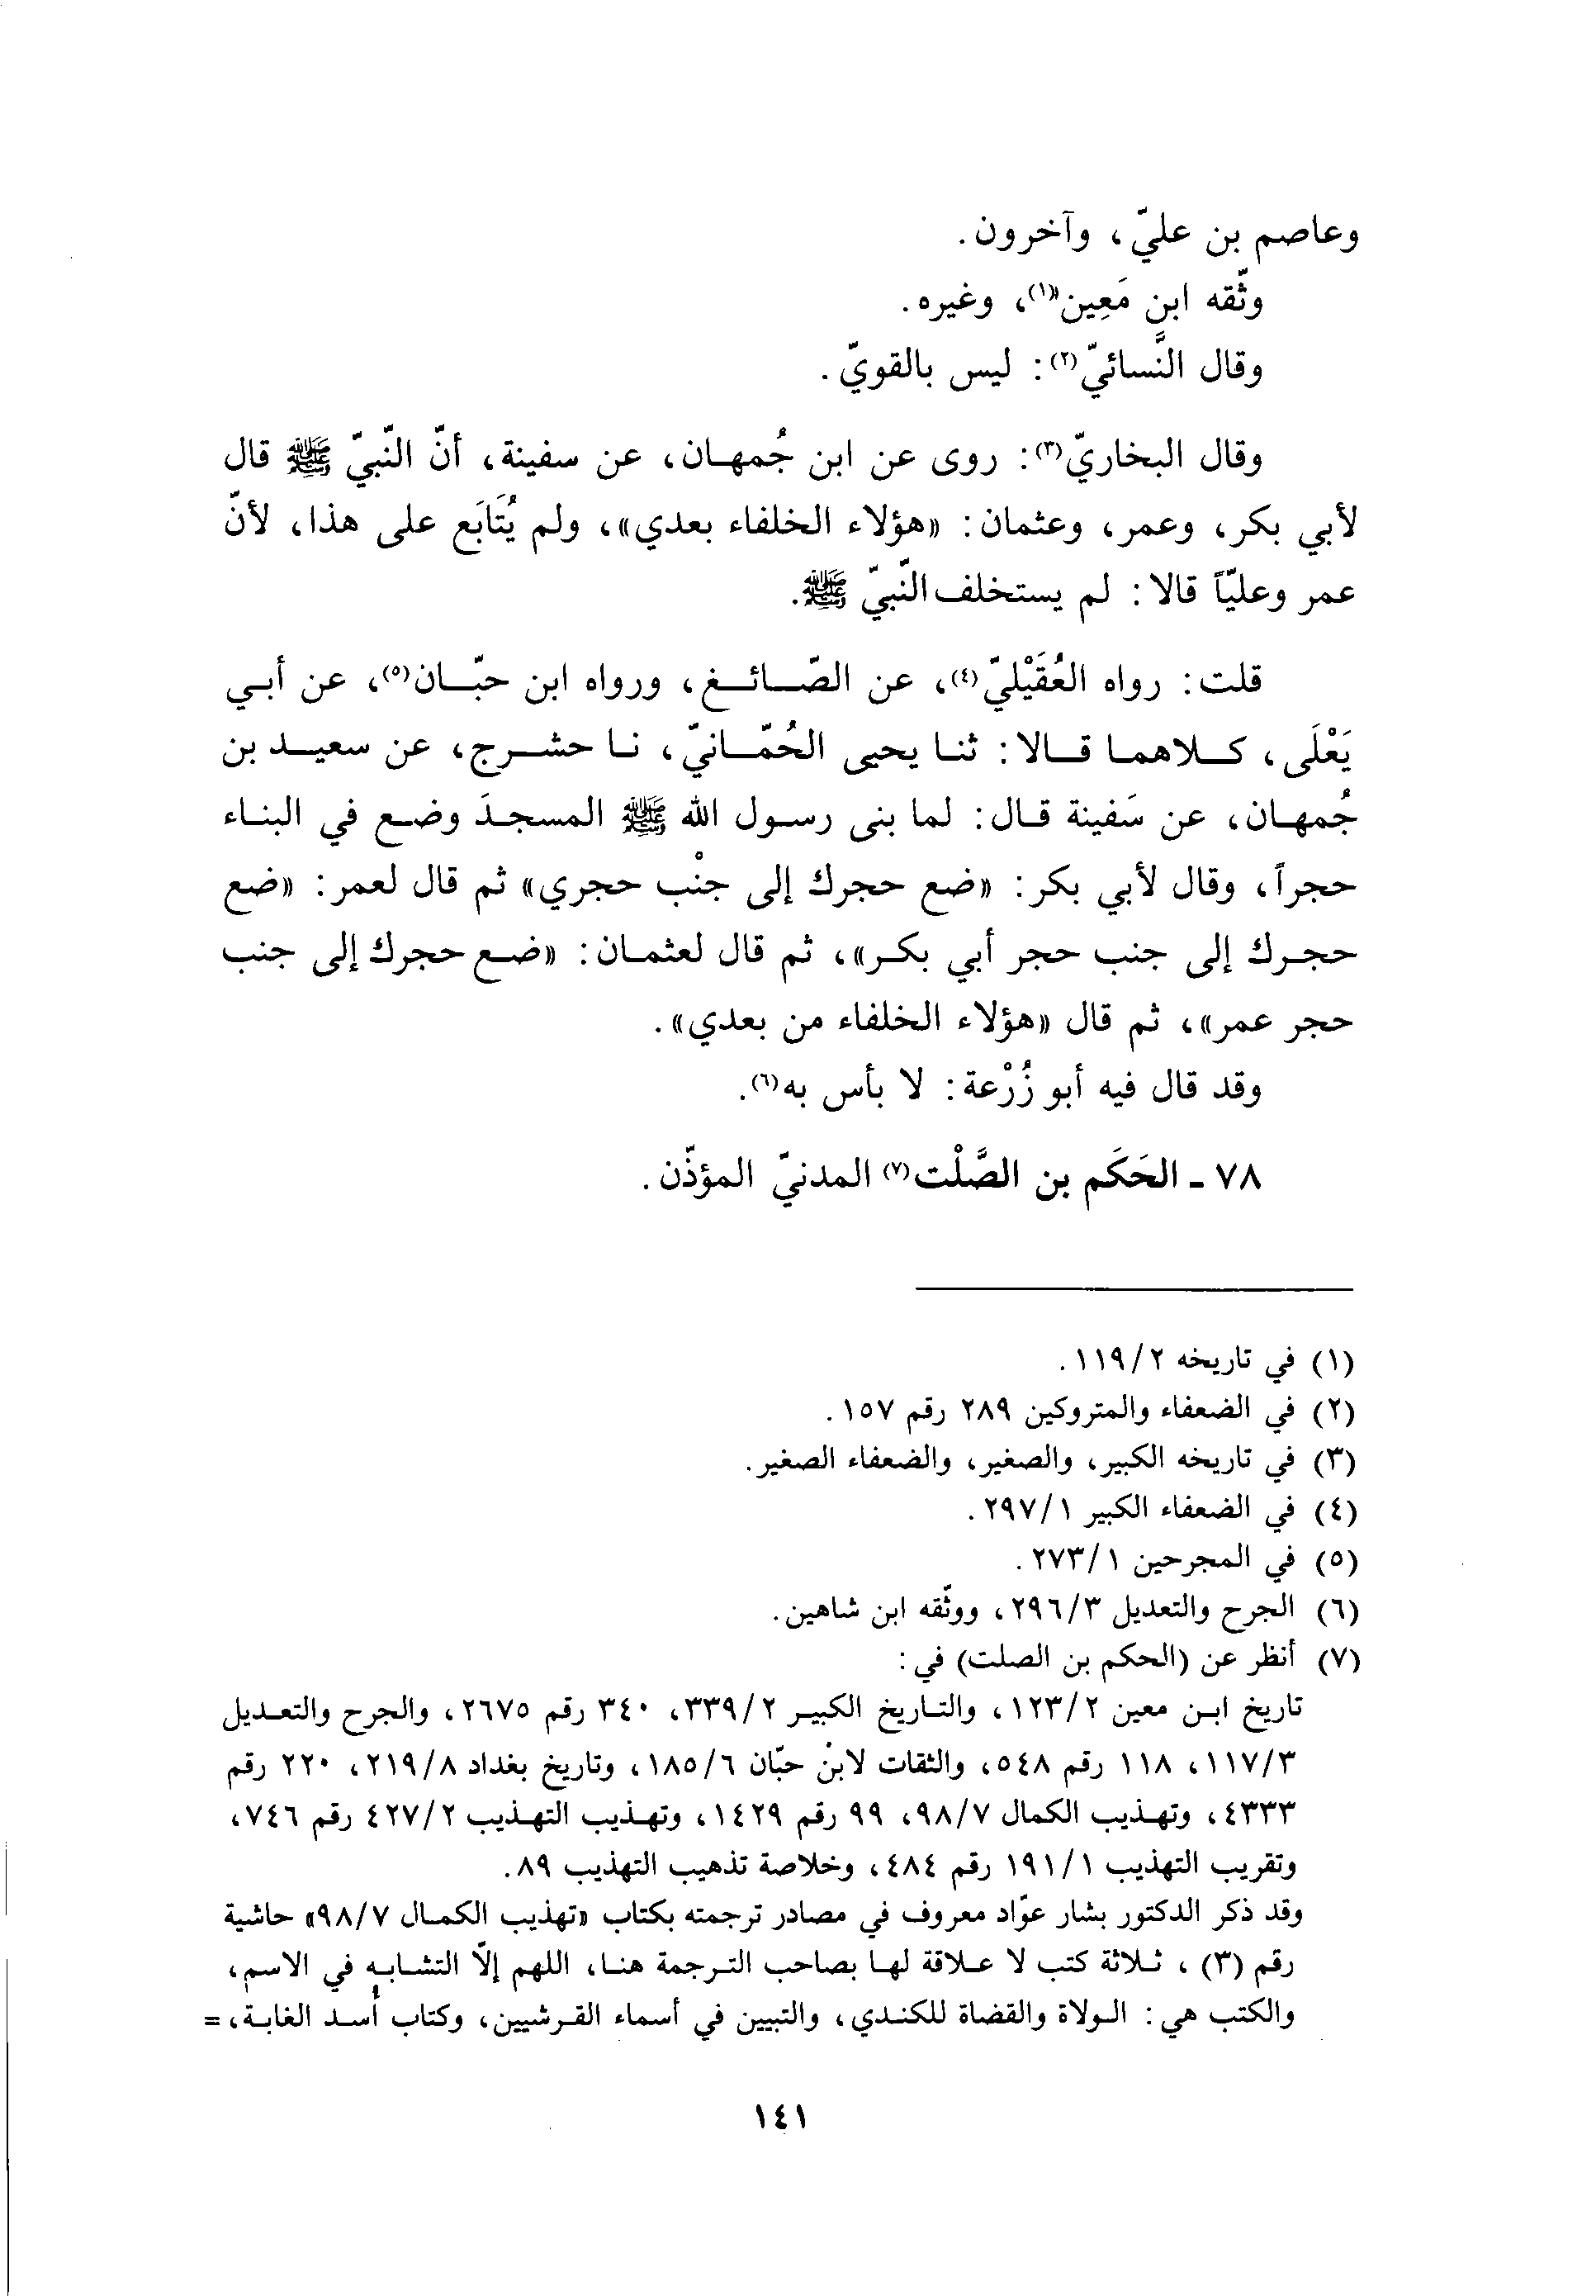 وعاصم بن عليّ، وآخرون.
وثّقه ابن مَعِين(١)، وغيره.
وقال النَّسائيّ(٢): ليس بالقويّ.
وقال البخاريّ(٣): روى عن ابن جُمهان، عن سفينة، أنّ النّبيّ ﷺ قال
لأبي بكر، وعمر، وعثمان: «هؤلاء الخلفاء بعدي»، ولم يُتَابَع على هذا، لأنّ
عمر وعليّاً قالا: لم يستخلف النّبيّ ﷺ.
قلت: رواه العُقَيْليّ(٤)، عن الصّائغ، ورواه ابن حبّان(٥)، عن أبي
يَعْلَى، كلاهما قالا: ثنا يحيى الحُمّانيّ، نا حشرج، عن سعيد بن
جُمهان، عن سَفينة قال: لما بنى رسول الله ﷺ المسجدَ وضع في البناء
حجراً، وقال لأبي بكر: «ضع حجرك إلى جنْب حجري» ثم قال لعمر: «ضع
حجرك إلى جنب حجر أبي بكر»، ثم قال لعثمان: «ضع حجرك إلى جنب
حجر عمر»، ثم قال «هؤلاء الخلفاء من بعدي».
وقد قال فيه أبو زُرْعة: لا بأس به(٦).
٧٨ ـ الحَكَم بن الصَّلْت(٧) المدنيّ المؤذّن.
(١) في تاريخه ١١٩/٢.
(٢) في الضعفاء والمتروكين ٢٨٩ رقم ١٥٧.
(٣) في تاريخه الكبير، والصغير، والضعفاء الصغير.
(٤) في الضعفاء الكبير ٢٩٧/١.
(٥) في المجرحين ٢٧٣/١.
(٦) الجرح والتعديل ٢٩٦/٣، ووثّقه ابن شاهين.
(٧) أنظر عن (الحكم بن الصلت) في:
تاريخ ابن معين ١٢٣/٢، والتاريخ الكبير ٣٣٩/٢، ٣٤٠ رقم ٢٦٧٥، والجرح والتعديل
١١٧/٣، ١١٨ رقم ٥٤٨، والثقات لابن حبّان ١٨٥/٦، وتاريخ بغداد ٢١٩/٨، ٢٢٠ رقم
٤٣٣٣، وتهذيب الكمال ٩٨/٧، ٩٩ رقم ١٤٢٩، وتهذيب التهذيب ٤٢٧/٢ رقم ٧٤٦،
وتقريب التهذيب ١٩١/١ رقم ٤٨٤، وخلاصة تذهيب التهذيب ٨٩.
وقد ذكر الدكتور بشار عوّاد معروف في مصادر ترجمته بكتاب «تهذيب الكمال ٩٨/٧» حاشية
رقم (٣)، ثلاثة كتب لا علاقة لها بصاحب الترجمة هنا، اللهم إلّا التشابه في الاسم،
والكتب هي: الولاة والقضاة للكندي، والتبيين في أسماء القرشيين، وكتاب أُسد الغابة، =
١٤١